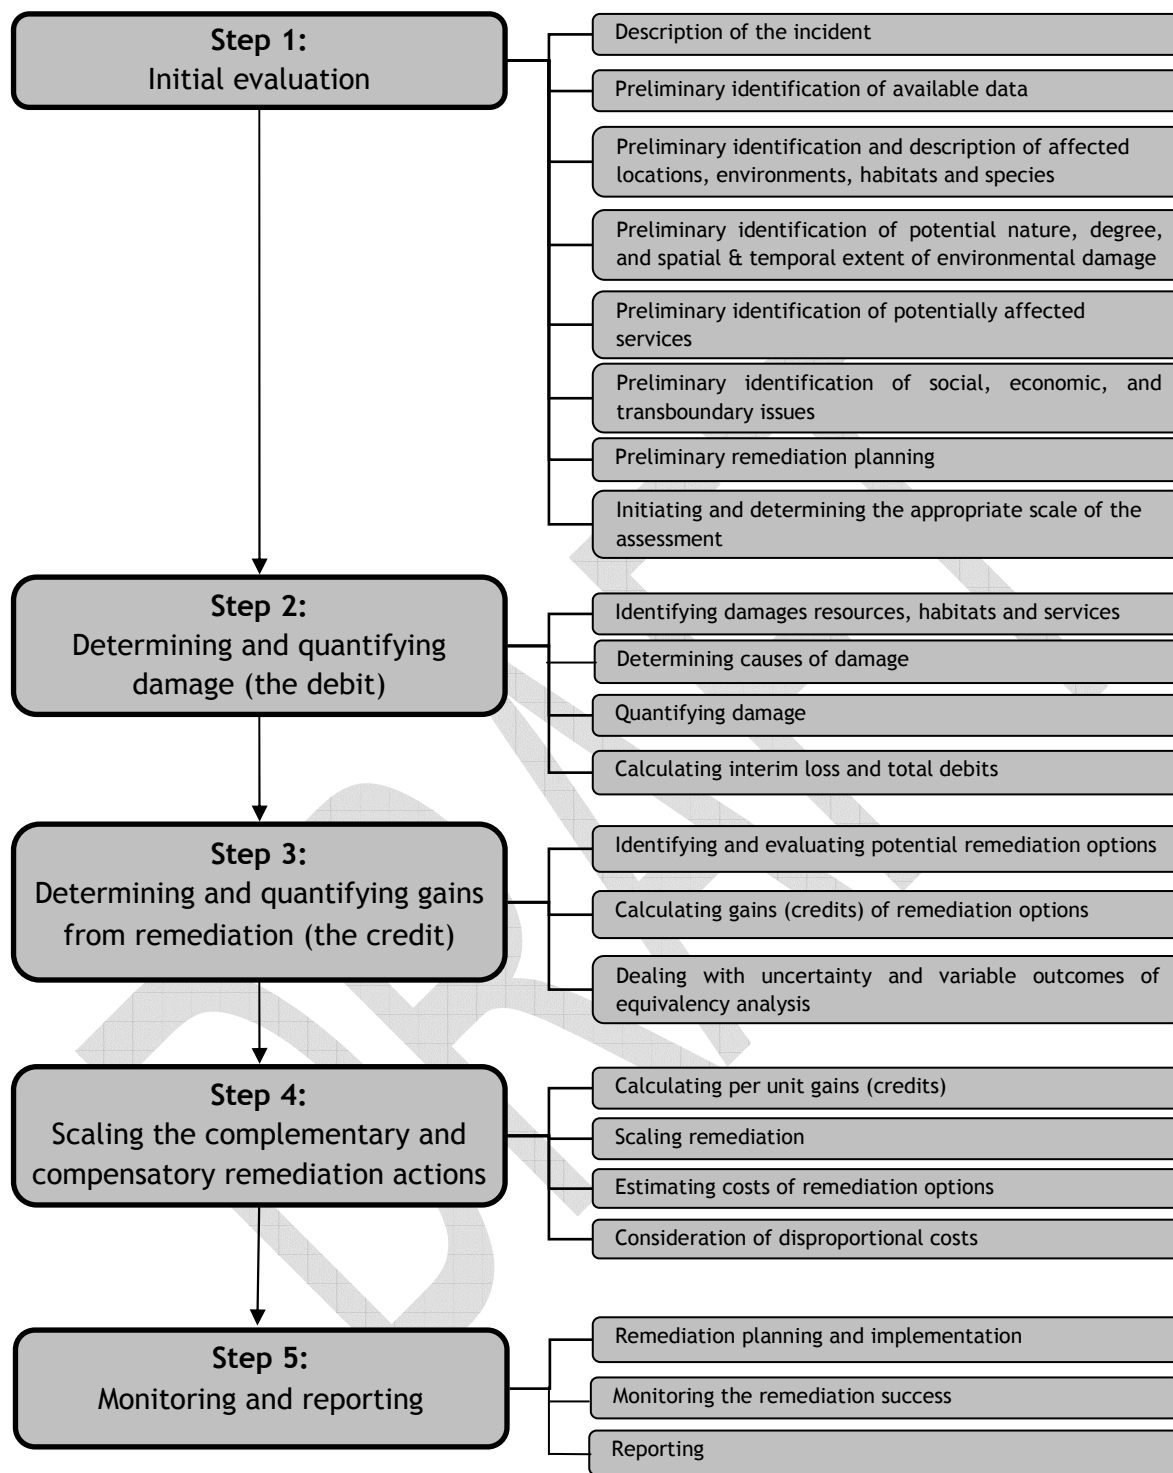 Step 1:
Initial evaluation
Description of the incident
Preliminary identification of available data
Preliminary identification and description of affected
locations, environments, habitats and species
Preliminary identification of potential nature, degree,
and spatial & temporal extent of environmental damage
Preliminary identification of potentially affected
services
Preliminary identification of social, economic, and
transboundary issues
Preliminary remediation planning
Initiating and determining the appropriate scale of the
assessment
Step 2:
Determining and quantifying
damage (the debit)
Identifying damages resources, habitats and services
Determining causes of damage
Quantifying damage
Calculating interim loss and total debits
Step 3:
Determining and quantifying gains
from remediation (the credit)
Identifying and evaluating potential remediation options
Calculating gains (credits) of remediation options
Dealing with uncertainty and variable outcomes of
equivalency analysis
Step 4:
Scaling the complementary and
compensatory remediation actions
Calculating per unit gains (credits)
Scaling remediation
Estimating costs of remediation options
Consideration of disproportional costs
Step 5:
Monitoring and reporting
Remediation planning and implementation
Monitoring the remediation success
Reporting
DRAFT